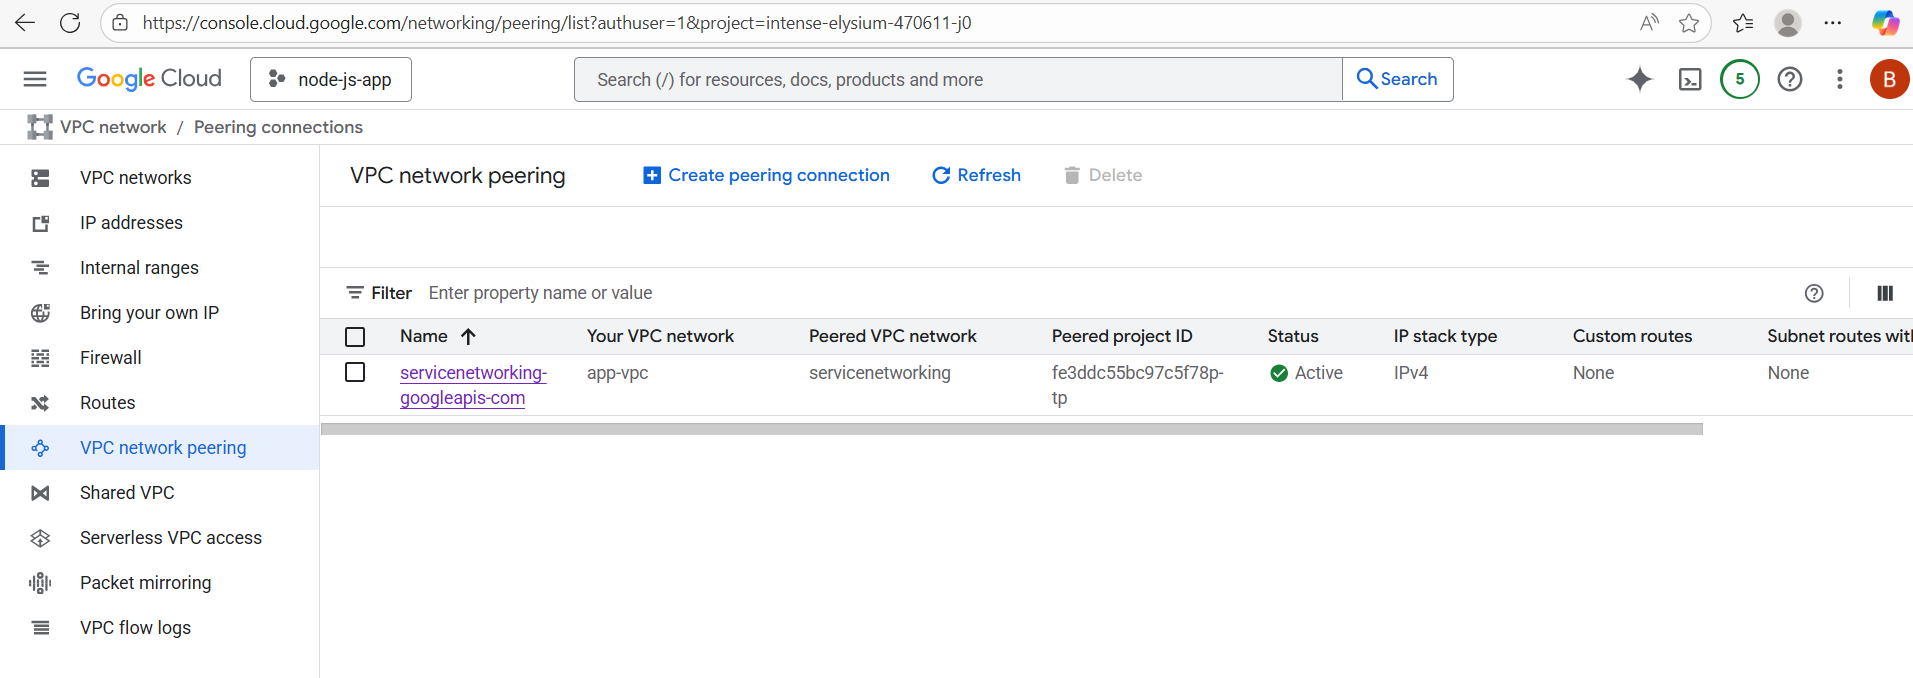 https://console.cloud.google.com/networking/peering/list?authuser=1&project=intense-elysium-470611-j0
Google Cloud
node-js-app
Search (/) for resources, docs, products and more
Search
5
B
VPC network / Peering connections
VPC networks
IP addresses
Internal ranges
Bring your own IP
Firewall
Routes
VPC network peering
Shared VPC
Serverless VPC access
Packet mirroring
VPC flow logs
VPC network peering
Create peering connection
Refresh
Delete
Filter Enter property name or value
Name Your VPC network Peered VPC network Peered project ID Status IP stack type Custom routes Subnet routes wit
servicenetworking- app-vpc servicenetworking fe3ddc55bc97c5f78p- Active IPv4 None None
googleapis-com tp